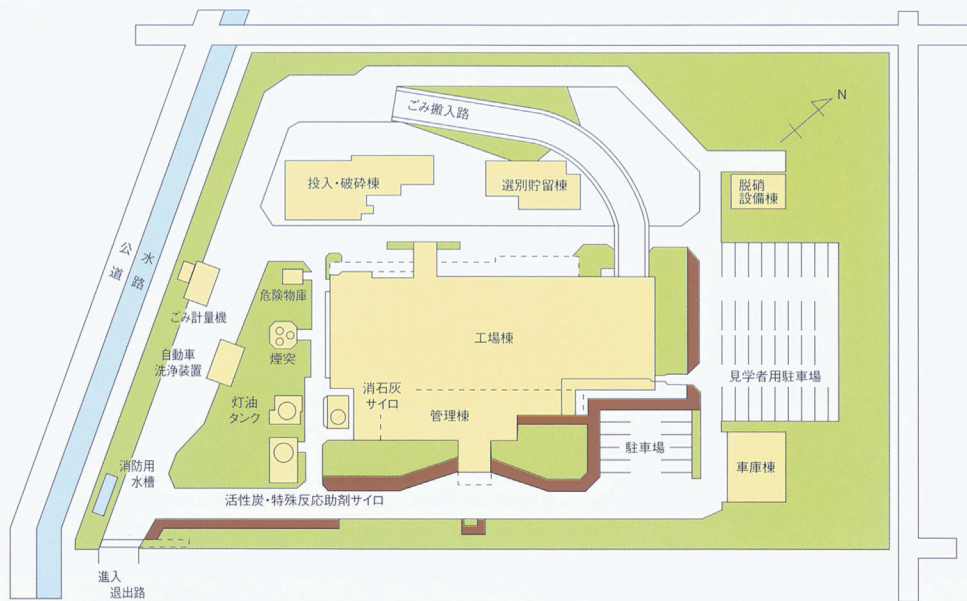 ごみ搬入路
N
投入・破砕棟
選別貯留棟
脱硝
設備棟
公道
水路
ごみ計量機
危険物庫
自動車
洗浄装置
煙突
工場棟
見学者用駐車場
灯油
タンク
消石灰
サイロ
管理棟
駐車場
車庫棟
消防用
水槽
活性炭・特殊反応助剤サイロ
進入
退出路